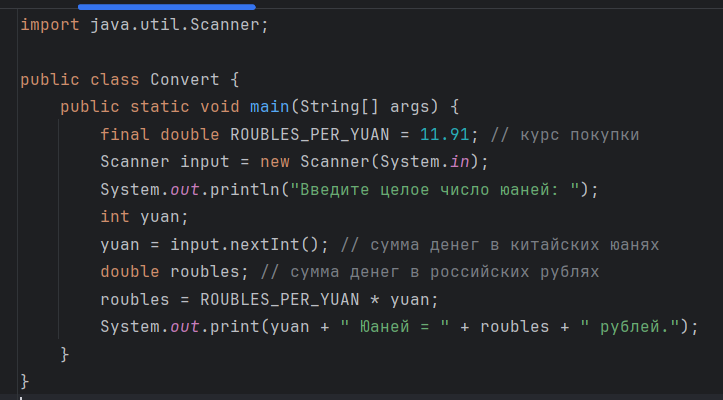 import java.util.Scanner;
public class Convert {
public static void main(String[] args) {
final double ROUBLES_PER_YUAN = 11.91; // курс покупки
Scanner input = new Scanner(System.in);
System.out.println("Введите целое число юаней: ");
int yuan;
yuan = input.nextInt(); // сумма денег в китайских юанях
double roubles; // сумма денег в российских рублях
roubles = ROUBLES_PER_YUAN * yuan;
System.out.print(yuan + " Юаней = " + roubles + " рублей.");
}
}